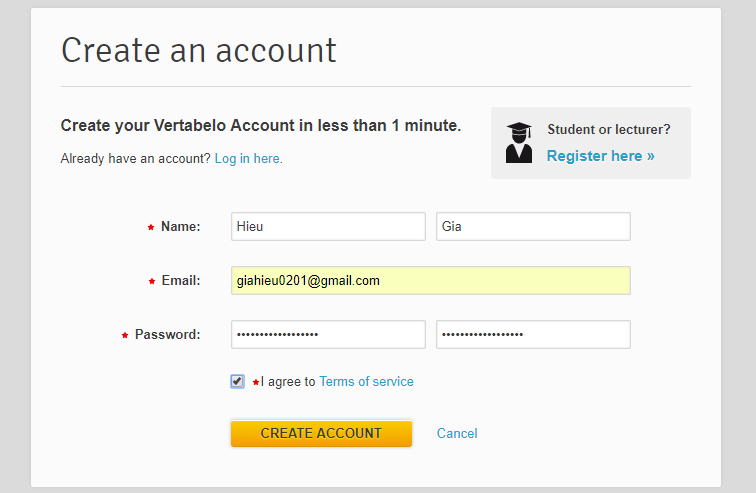 Create an account
Create your Vertabelo Account in less than 1 minute.
Already have an account? Log in here.
Student or lecturer?
Register here »
* Name: Hieu Gia
* Email: giahieu0201@gmail.com
* Password: •••••••••••••••••• ••••••••••••••••••
*I agree to Terms of service
CREATE ACCOUNT Cancel